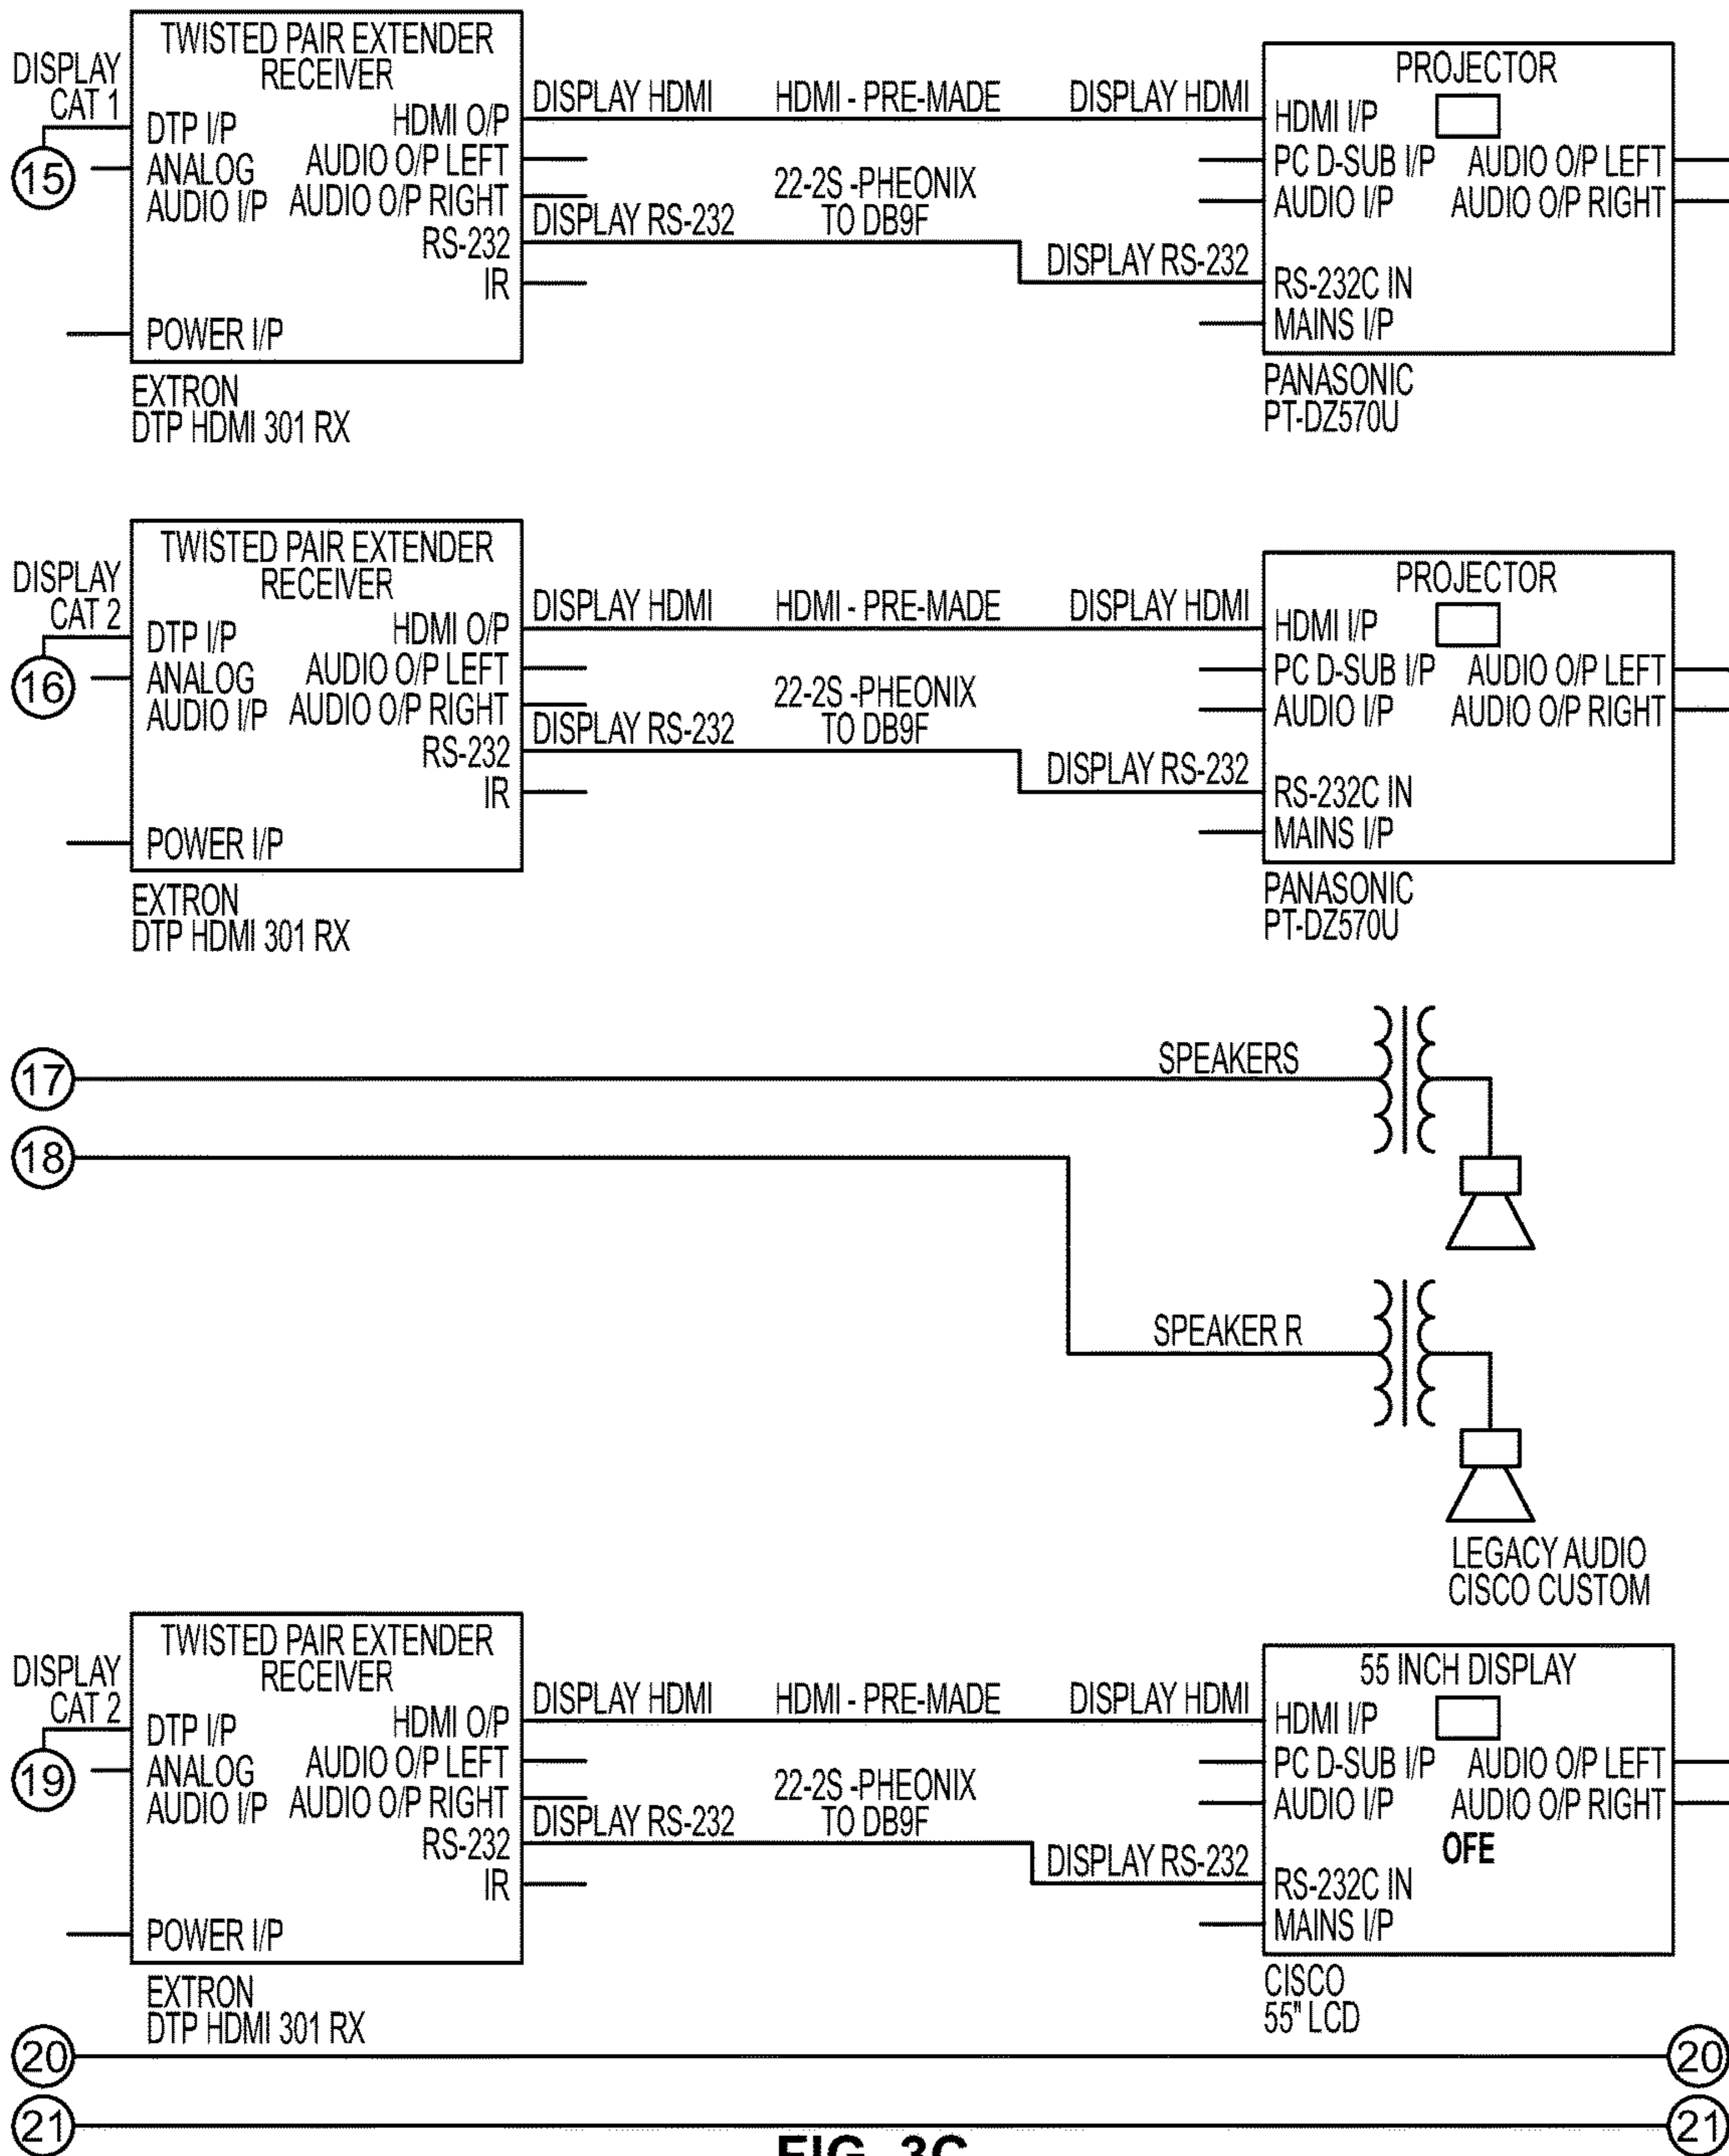 TWISTED PAIR EXTENDER
RECEIVER
DISPLAY
CAT 1
15
DTP I/P
ANALOG
AUDIO I/P
HDMI O/P
AUDIO O/P LEFT
AUDIO O/P RIGHT
RS-232
IR
POWER I/P
EXTRON
DTP HDMI 301 RX
DISPLAY HDMI HDMI - PRE-MADE DISPLAY HDMI
22-2S -PHEONIX
TO DB9F
DISPLAY RS-232
DISPLAY RS-232
PROJECTOR
HDMI I/P
PC D-SUB I/P AUDIO O/P LEFT
AUDIO I/P AUDIO O/P RIGHT
RS-232C IN
MAINS I/P
PANASONIC
PT-DZ570U
TWISTED PAIR EXTENDER
RECEIVER
DISPLAY
CAT 2
16
DTP I/P
ANALOG
AUDIO I/P
HDMI O/P
AUDIO O/P LEFT
AUDIO O/P RIGHT
RS-232
IR
POWER I/P
EXTRON
DTP HDMI 301 RX
DISPLAY HDMI HDMI - PRE-MADE DISPLAY HDMI
22-2S -PHEONIX
TO DB9F
DISPLAY RS-232
DISPLAY RS-232
PROJECTOR
HDMI I/P
PC D-SUB I/P AUDIO O/P LEFT
AUDIO I/P AUDIO O/P RIGHT
RS-232C IN
MAINS I/P
PANASONIC
PT-DZ570U
17 SPEAKERS
18
SPEAKER R
LEGACY AUDIO
CISCO CUSTOM
TWISTED PAIR EXTENDER
RECEIVER
DISPLAY
CAT 2
19
DTP I/P
ANALOG
AUDIO I/P
HDMI O/P
AUDIO O/P LEFT
AUDIO O/P RIGHT
RS-232
IR
POWER I/P
EXTRON
DTP HDMI 301 RX
DISPLAY HDMI HDMI - PRE-MADE DISPLAY HDMI
22-2S -PHEONIX
TO DB9F
DISPLAY RS-232
DISPLAY RS-232
55 INCH DISPLAY
HDMI I/P
PC D-SUB I/P AUDIO O/P LEFT
AUDIO I/P AUDIO O/P RIGHT
OFE
RS-232C IN
MAINS I/P
CISCO
55" LCD
20 20
21 21
FIG. 3C